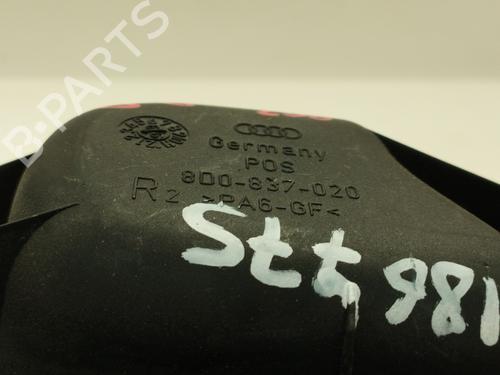 B-PARTS
Germany
POS
8D0-837-020
R2 >PA6-GF<
Stt 981